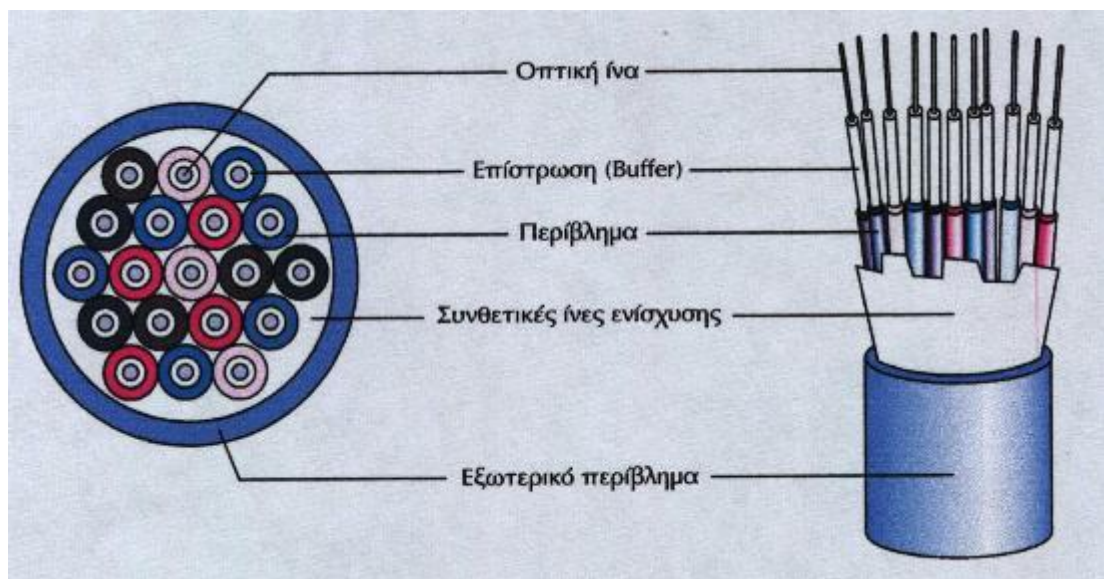 Οπτική ίνα
Επίστρωση (Buffer)
Περίβλημα
Συνθετικές ίνες ενίσχυσης
Εξωτερικό περίβλημα